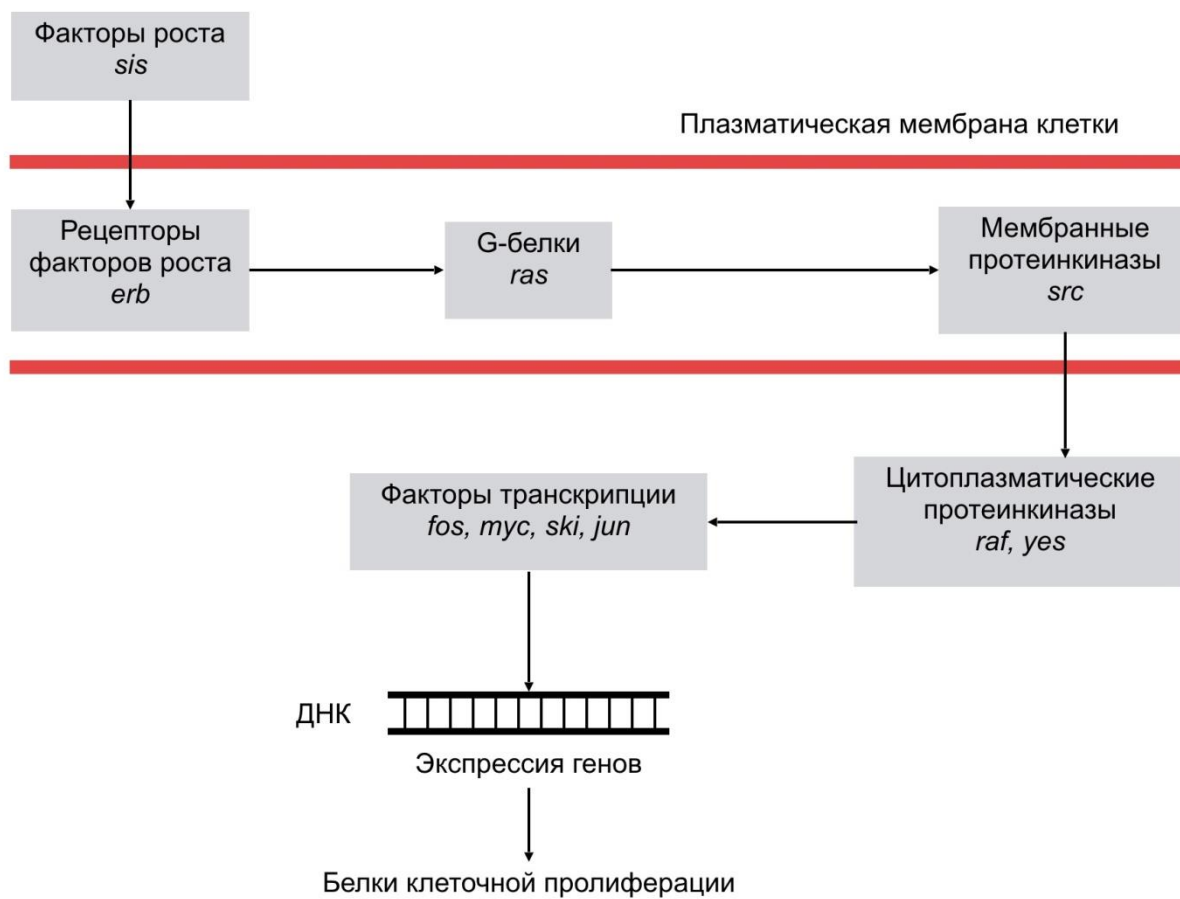 Факторы роста
sis
Плазматическая мембрана клетки
Рецепторы
факторов роста
erb
G-белки
ras
Мембранные
протеинкиназы
src
Цитоплазматические
протеинкиназы
raf, yes
Факторы транскрипции
fos, myc, ski, jun
ДНК
Экспрессия генов
Белки клеточной пролиферации